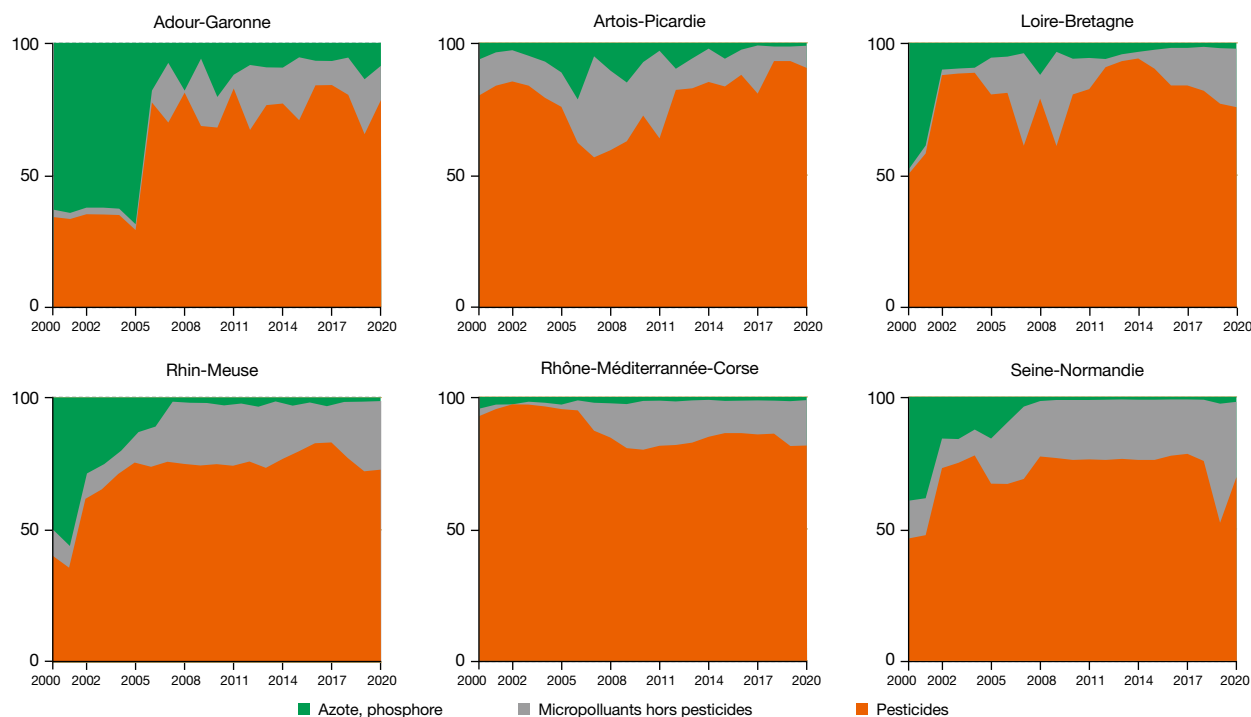 Adour-Garonne
Artois-Picardie
Loire-Bretagne
100
50
0
2000 2002 2005 2008 2011 2014 2017 2020
100
50
0
2000 2002 2005 2008 2011 2014 2017 2020
100
50
0
2000 2002 2005 2008 2011 2014 2017 2020
Rhin-Meuse
Rhône-Méditerrannée-Corse
Seine-Normandie
100
50
0
2000 2002 2005 2008 2011 2014 2017 2020
100
50
0
2000 2002 2005 2008 2011 2014 2017 2020
100
50
0
2000 2002 2005 2008 2011 2014 2017 2020
Azote, phosphore
Micropolluants hors pesticides
Pesticides